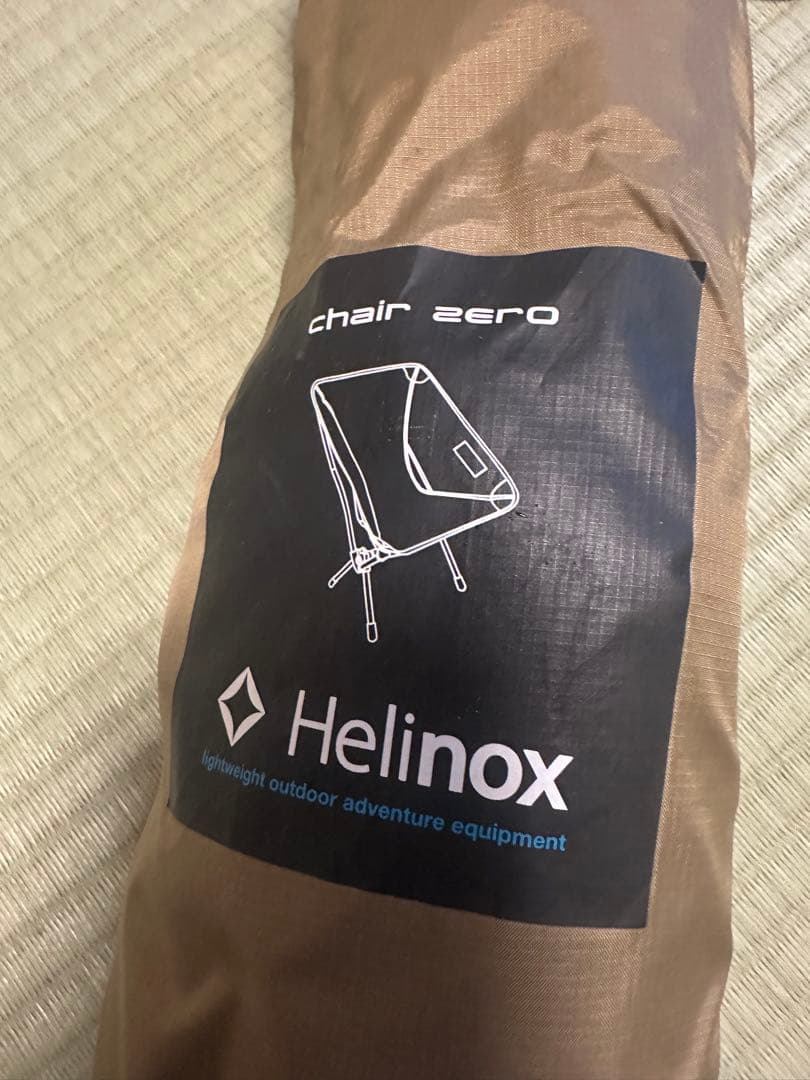 chair zero
Helinox
lightweight outdoor adventure equipment